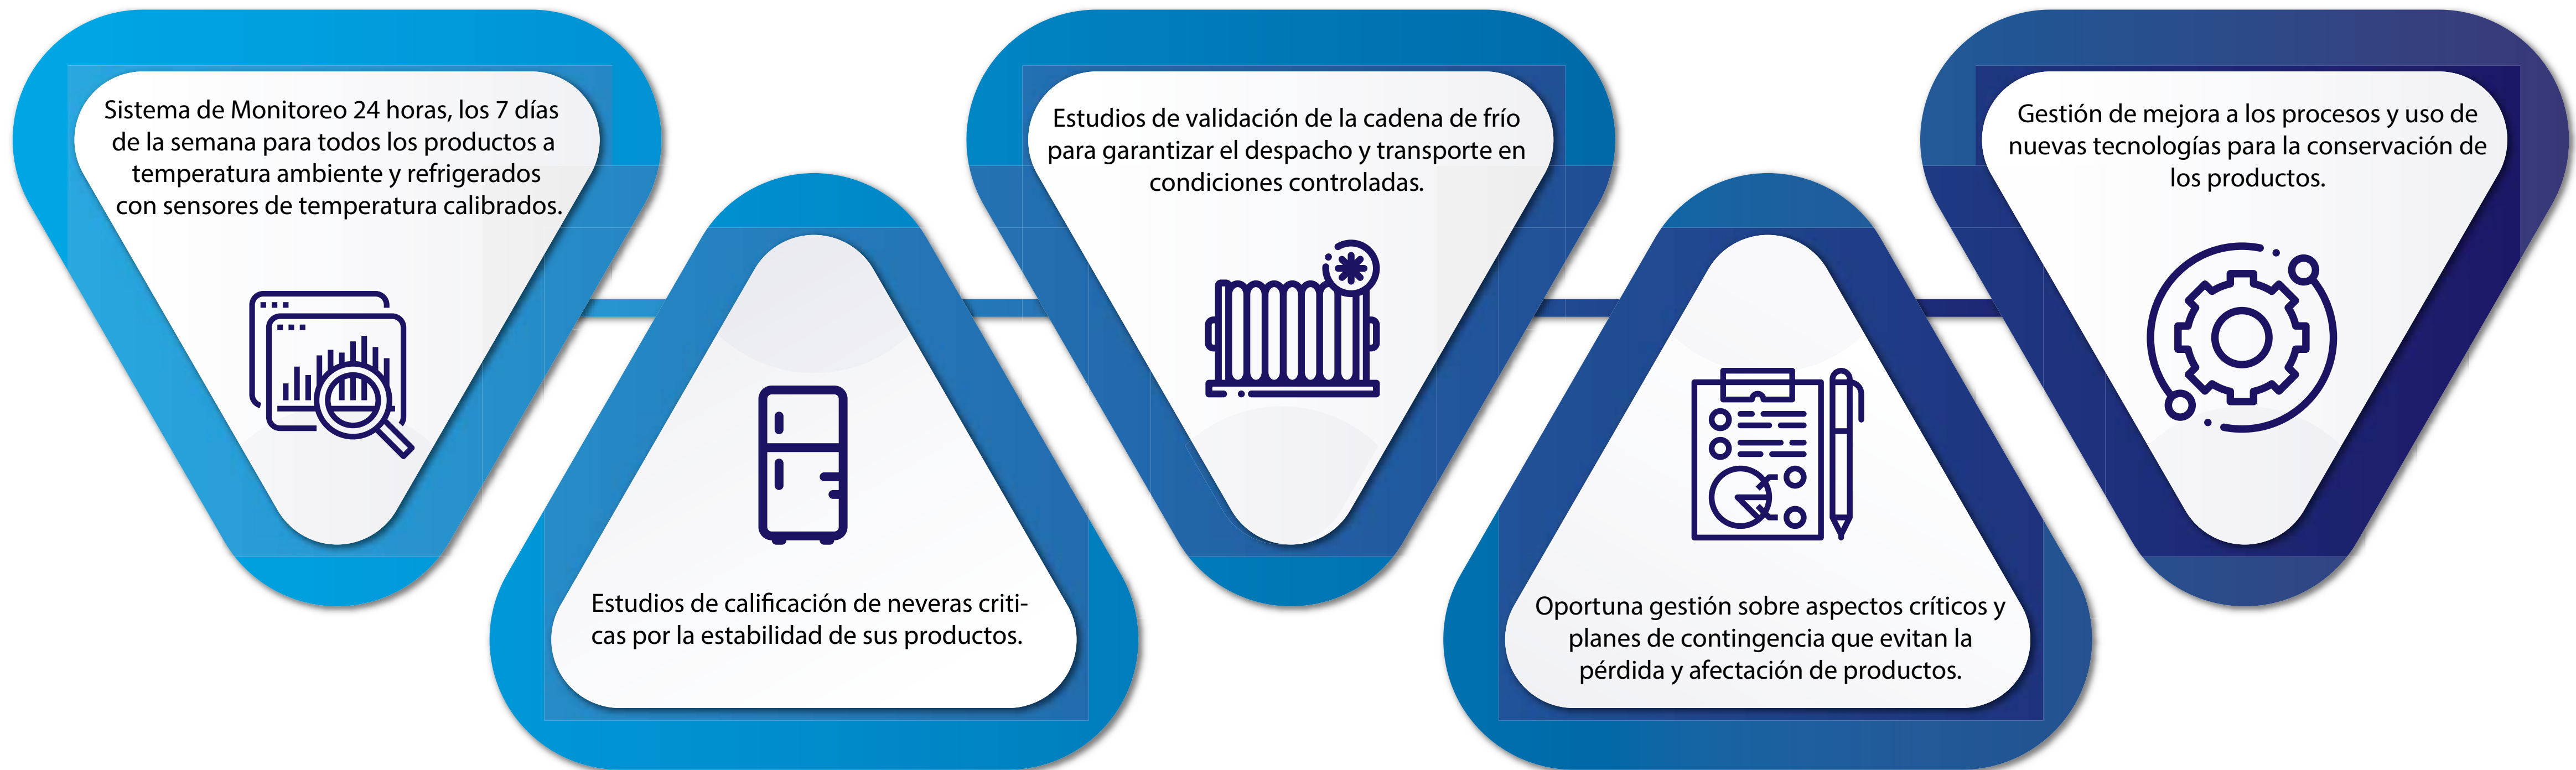 Sistema de Monitoreo 24 horas, los 7 días
de la semana para todos los productos a
temperatura ambiente y refrigerados
con sensores de temperatura calibrados.
Estudios de calificación de neveras criti-
cas por la estabilidad de sus productos.
Estudios de validación de la cadena de frío
para garantizar el despacho y transporte en
condiciones controladas.
Oportuna gestión sobre aspectos críticos y
planes de contingencia que evitan la
pérdida y afectación de productos.
Gestión de mejora a los procesos y uso de
nuevas tecnologías para la conservación de
los productos.